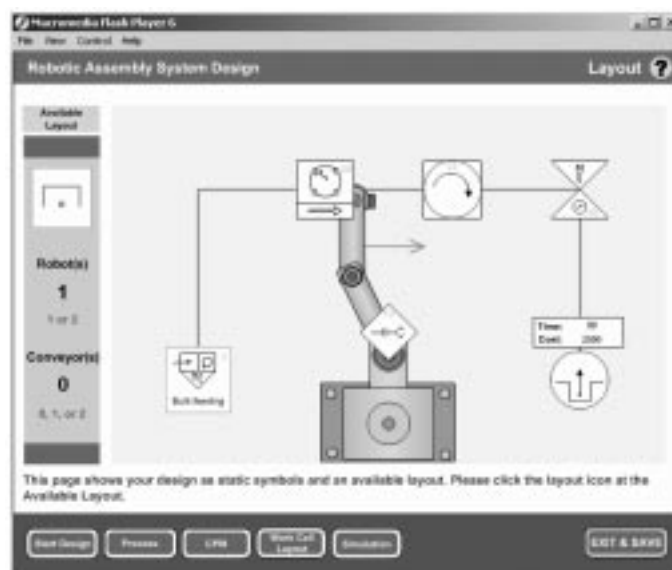 Macromedia Flash Player 6
File View Control Help
Robotic Assembly System Design
Layout ?
Available
Layout
Robot(s)
1
1 or 2
Conveyor(s)
0
0, 1, or 2
Bulk feeding
Time:
Cost:
This page shows your design as static symbols and an available layout. Please click the layout icon at the
Available Layout.
Start Design
Process
CPM
Work Cell
Layout
Simulation
EXIT & SAVE